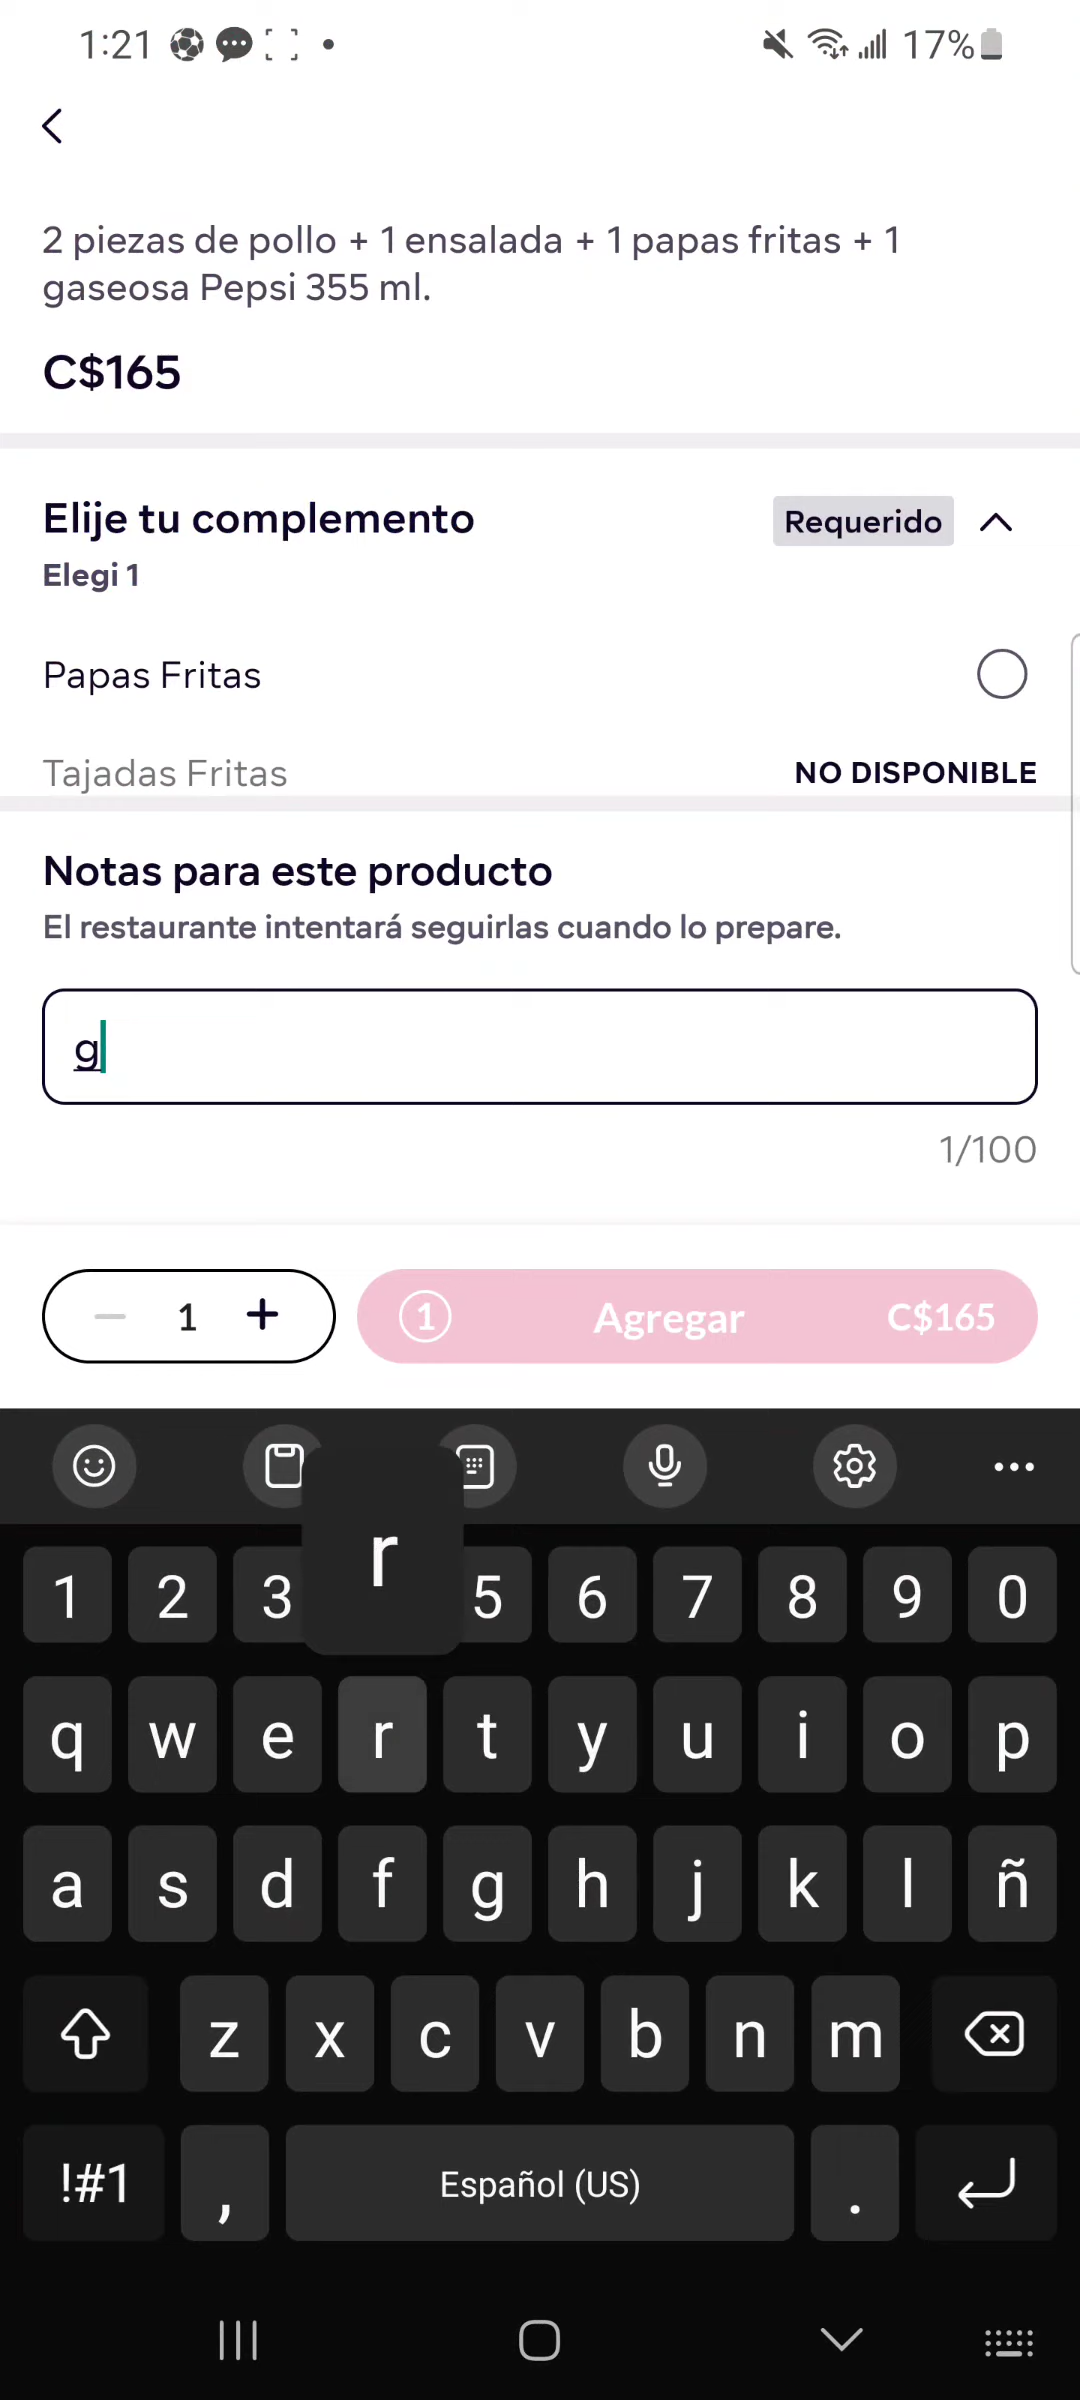 1:21
17%
2 piezas de pollo + 1 ensalada + 1 papas fritas + 1
gaseosa Pepsi 355 ml.
C$165
Elije tu complemento
Requerido
Elegi 1
Papas Fritas
Tajadas Fritas
NO DISPONIBLE
Notas para este producto
El restaurante intentará seguirlas cuando lo prepare.
g
1/100
1
1 Agregar C$165
r
1 2 3 5 6 7 8 9 0
q w e r t y u i o p
a s d f g h j k l ñ
z x c v b n m
!#1 , Español (US) .